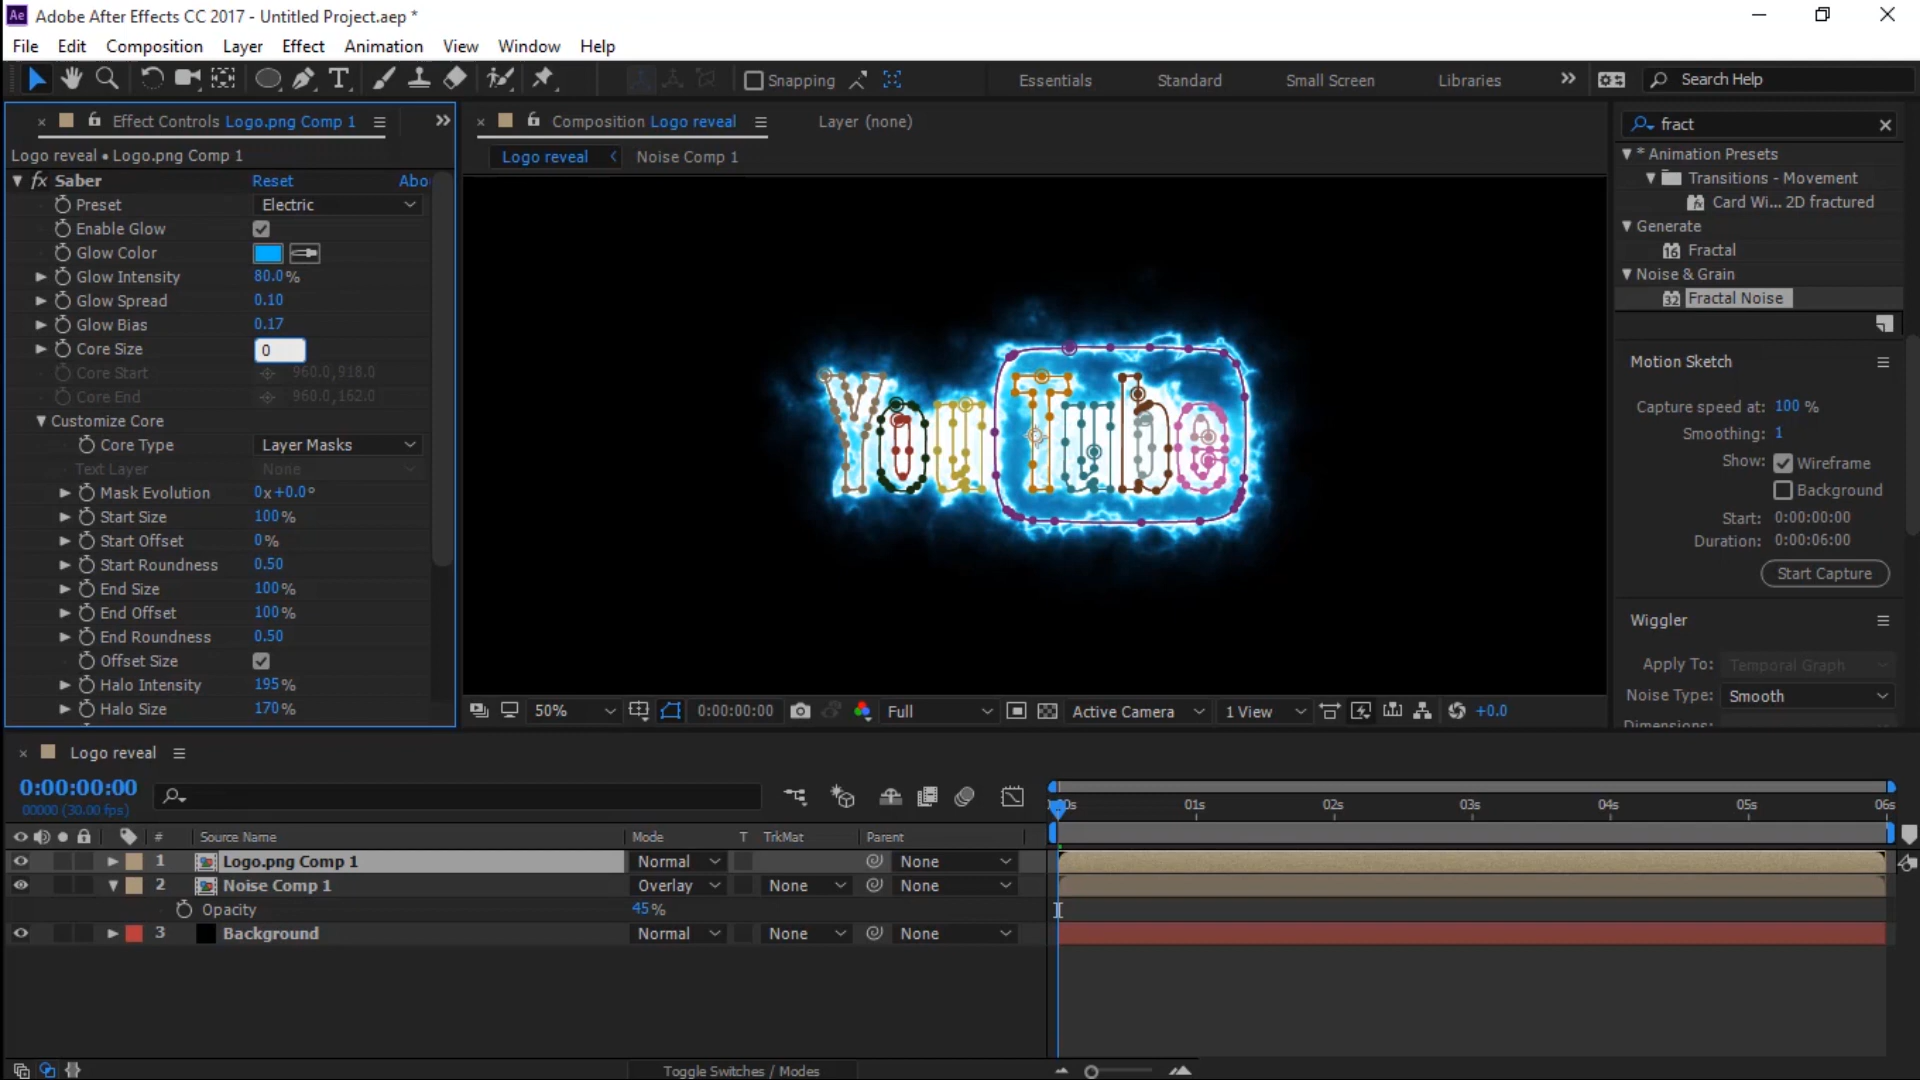 Ae Adobe After Effects CC 2017 - Untitled Project.aep *
File Edit Composition Layer Effect Animation View Window Help
Snapping Essentials Standard Small Screen Libraries Search Help
Effect Controls Logo.png Comp 1
Logo reveal • Logo.png Comp 1
fx Saber Reset Abo
Preset Electric
Enable Glow
Glow Color
Glow Intensity 80.0%
Glow Spread 0.10
Glow Bias 0.17
Core Size 0
Core Start 960.0,918.0
Core End 960.0,162.0
Customize Core
Core Type Layer Masks
Text Layer None
Mask Evolution 0x+0.0°
Start Size 100%
Start Offset 0%
Start Roundness 0.50
End Size 100%
End Offset 100%
End Roundness 0.50
Offset Size
Halo Intensity 195%
Halo Size 170%
Composition Logo reveal Layer (none)
Logo reveal Noise Comp 1
YouTube
50% 0:00:00:00 Full Active Camera 1 View +0.0
fract
* Animation Presets
Transitions - Movement
Card Wi... 2D fractured
Generate
16 Fractal
Noise & Grain
32 Fractal Noise
Motion Sketch
Capture speed at: 100 %
Smoothing: 1
Show: Wireframe
Background
Start: 0:00:00:00
Duration: 0:00:06:00
Start Capture
Wiggler
Apply To: Temporal Graph
Noise Type: Smooth
Dimensions:
Logo reveal
0:00:00:00
00000 (30.00 fps)
01s 02s 03s 04s 05s 06s
# Source Name Mode T TrkMat Parent
1 Logo.png Comp 1 Normal None
2 Noise Comp 1 Overlay None None
Opacity 45%
3 Background Normal None None
Toggle Switches / Modes